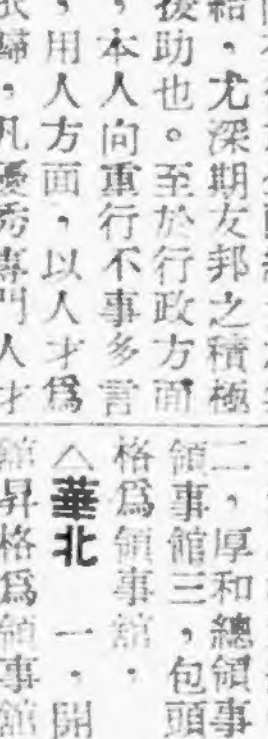 結，尤深期友邦之積極
援助也。至於行政方面
，本人向重行不事多言
，用人方面，以人才爲
歸，凡優秀專門人才
二，厚和總領事
領事館三，包頭
格爲領事館，
△華北 一，開
館昇格爲領事館